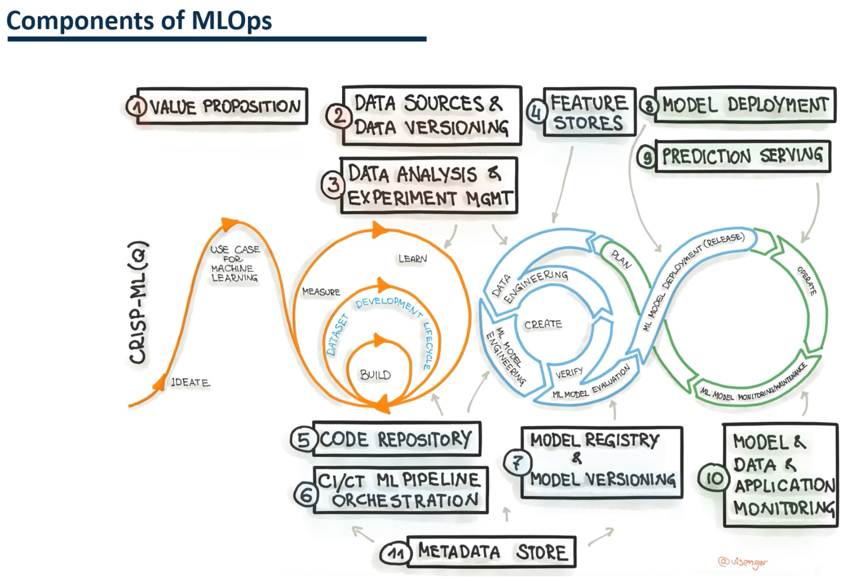 Components of MLOps
1 VALUE PROPOSITION
2 DATA SOURCES &
DATA VERSIONING
3 DATA ANALYSIS &
EXPERIMENT MGMT
4 FEATURE
STORES
8 MODEL DEPLOYMENT
9 PREDICTION SERVING
CRISP-ML(Q)
IDEATE
USE CASE
FOR
MACHINE
LEARNING
MEASURE
LEARN
DATASET DEVELOPMENT LIFECYCLE
BUILD
DATA
ENGINEERING
ML MODEL
ENGINEERING
CREATE
VERIFY
ML MODEL EVALUATION
PLAN
ML MODEL DEPLOYMENT (RELEASE)
OPERATE
ML MODEL MONITORING/MAINTENANCE
5 CODE REPOSITORY
6 CI/CT ML PIPELINE
ORCHESTRATION
7 MODEL REGISTRY
&
MODEL VERSIONING
10 MODEL &
DATA &
APPLICATION
MONITORING
11 METADATA STORE
@visenger